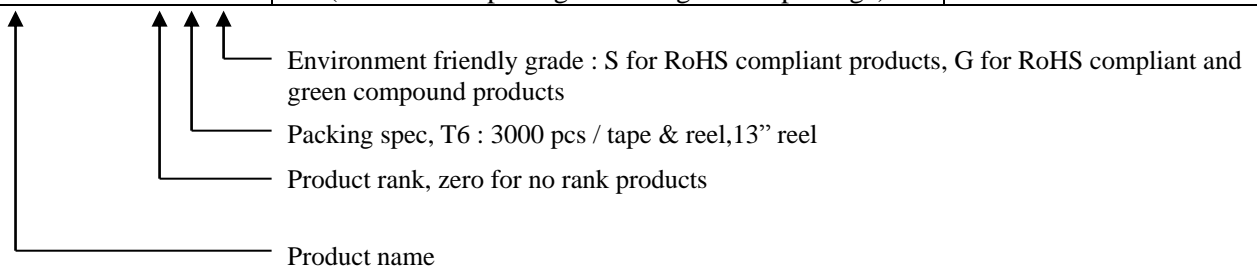 Environment friendly grade : S for RoHS compliant products, G for RoHS compliant and
green compound products
Packing spec, T6 : 3000 pcs / tape & reel,13” reel
Product rank, zero for no rank products
Product name